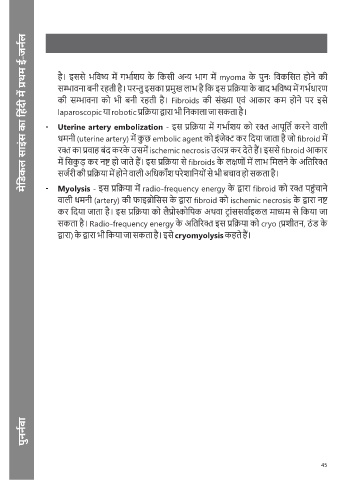 मेडिकल साइंस का हिंदी में प्रथम ई-जर्नल
है। इससे भविष्य में गर्भाशय के किसी अन्य भाग में myoma के पुनः विकसित होने की
सम्भावना बनी रहती है। परन्तु इसका प्रमुख लाभ है कि इस प्रक्रिया के बाद भविष्य में गर्भधारण
की सम्भावना को भी बनी रहती है। Fibroids की संख्या एवं आकार कम होने पर इसे
laparoscopic या robotic प्रक्रिया द्वारा भी निकाला जा सकता है।
- Uterine artery embolization - इस प्रक्रिया में गर्भाशय को रक्त आपूर्ति करने वाली
धमनी (uterine artery) में कुछ embolic agent को इंजेक्ट कर दिया जाता है जो fibroid में
रक्त का प्रवाह बंद करके उसमें ischemic necrosis उत्पन्न कर देते हैं। इससे fibroid आकार
में सिकुड़ कर नष्ट हो जाते हैं। इस प्रक्रिया से fibroids के लक्षणों में लाभ मिलने के अतिरिक्त
सर्जरी की प्रक्रिया में होने वाली अधिकाँश परेशानियों से भी बचाव हो सकता है।
- Myolysis - इस प्रक्रिया में radio-frequency energy के द्वारा fibroid को रक्त पहुंचाने
वाली धमनी (artery) की फाइब्रोसिस के द्वारा fibroid को ischemic necrosis के द्वारा नष्ट
कर दिया जाता है। इस प्रक्रिया को लैप्रोस्कोपिक अथवा ट्रांससर्वाइकल माध्यम से किया जा
सकता है। Radio-frequency energy के अतिरिक्त इस प्रक्रिया को cryo (प्रशीतन, ठंड के
द्वारा) के द्वारा भी किया जा सकता है। इसे cryomyolysis कहते हैं।
पुनर्नवा
45